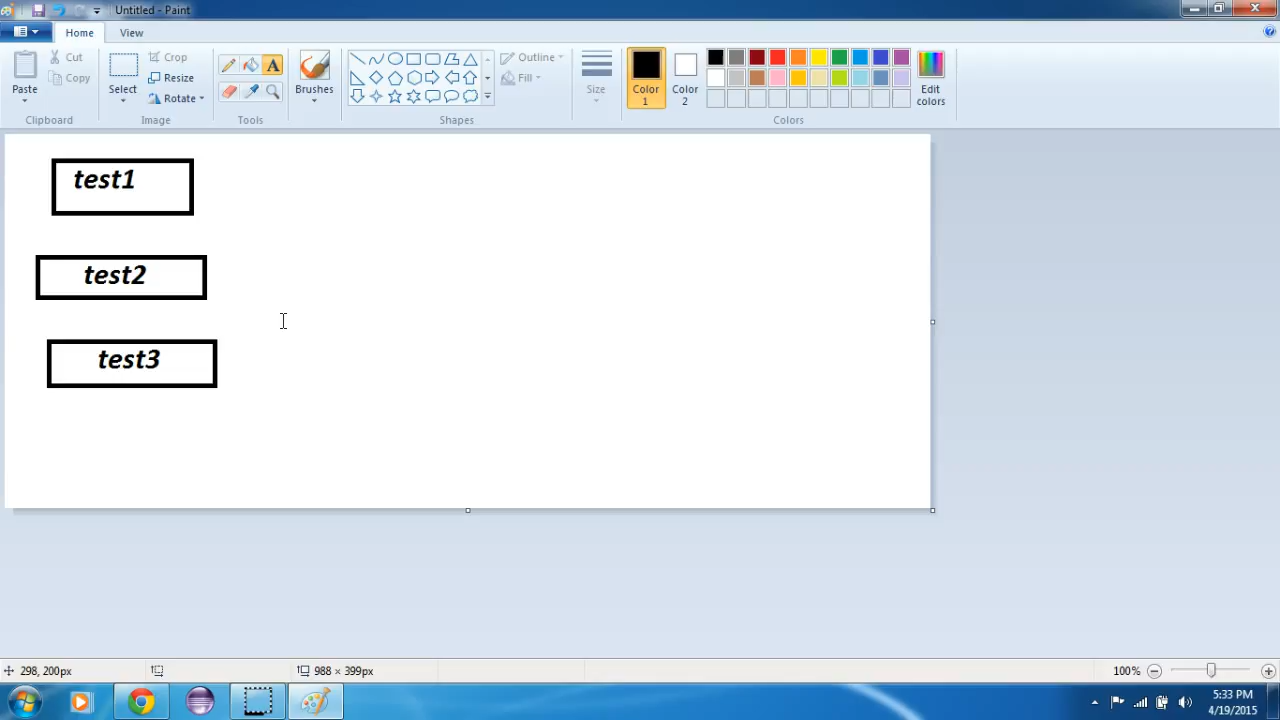 Untitled - Paint
Home View
Paste
Cut
Copy
Clipboard
Select
Crop
Resize
Rotate
Image
A
Tools
Brushes
Outline
Fill
Shapes
Size
Color 1
Color 2
Edit colors
Colors
test1
test2
test3
298, 200px
988 × 399px
100%
5:33 PM
4/19/2015